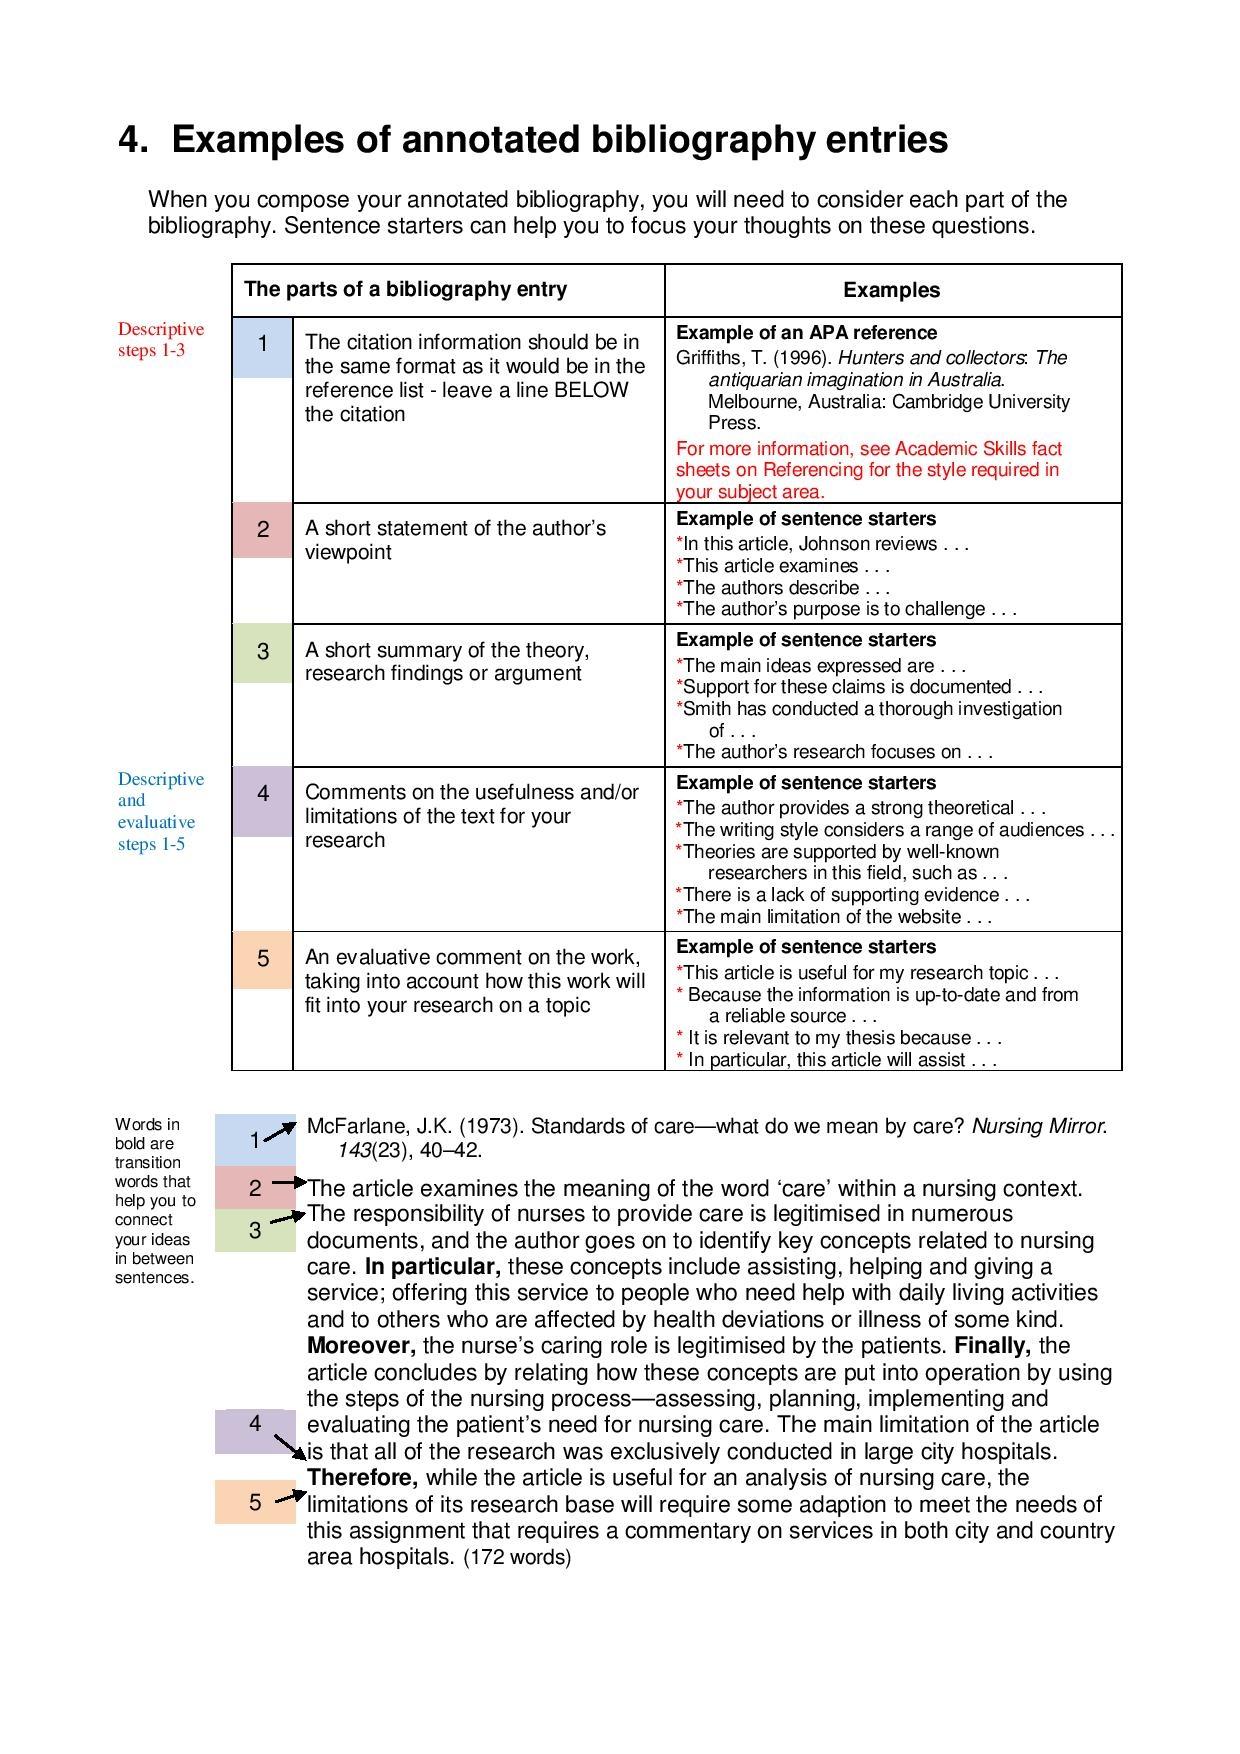 4. Examples of annotated bibliography entries
When you compose your annotated bibliography, you will need to consider each part of the
bibliography. Sentence starters can help you to focus your thoughts on these questions.
The parts of a bibliography entry
Examples
Descriptive
steps 1-3
1
The citation information should be in
the same format as it would be in the
reference list - leave a line BELOW
the citation
Example of an APA reference
Griffiths, T. (1996). Hunters and collectors: The
antiquarian imagination in Australia.
Melbourne, Australia: Cambridge University
Press.
For more information, see Academic Skills fact
sheets on Referencing for the style required in
your subject area.
2
A short statement of the author's
viewpoint
Example of sentence starters
*In this article, Johnson reviews . . .
*This article examines . . .
*The authors describe . . .
*The author's purpose is to challenge . . .
3
A short summary of the theory,
research findings or argument
Example of sentence starters
*The main ideas expressed are . . .
*Support for these claims is documented . . .
*Smith has conducted a thorough investigation
of . . .
*The author's research focuses on . . .
Descriptive
and
evaluative
steps 1-5
4
Comments on the usefulness and/or
limitations of the text for your
research
Example of sentence starters
*The author provides a strong theoretical . . .
*The writing style considers a range of audiences . . .
*Theories are supported by well-known
researchers in this field, such as . . .
*There is a lack of supporting evidence . . .
*The main limitation of the website . . .
5
An evaluative comment on the work,
taking into account how this work will
fit into your research on a topic
Example of sentence starters
*This article is useful for my research topic . . .
* Because the information is up-to-date and from
a reliable source . . .
* It is relevant to my thesis because . . .
* In particular, this article will assist . . .
Words in
bold are
transition
words that
help you to
connect
your ideas
in between
sentences.
1
McFarlane, J.K. (1973). Standards of care—what do we mean by care? Nursing Mirror.
143(23), 40–42.
2
The article examines the meaning of the word 'care' within a nursing context.
3
The responsibility of nurses to provide care is legitimised in numerous
documents, and the author goes on to identify key concepts related to nursing
care. In particular, these concepts include assisting, helping and giving a
service; offering this service to people who need help with daily living activities
and to others who are affected by health deviations or illness of some kind.
Moreover, the nurse's caring role is legitimised by the patients. Finally, the
article concludes by relating how these concepts are put into operation by using
the steps of the nursing process—assessing, planning, implementing and
4
evaluating the patient's need for nursing care. The main limitation of the article
is that all of the research was exclusively conducted in large city hospitals.
Therefore, while the article is useful for an analysis of nursing care, the
5
limitations of its research base will require some adaption to meet the needs of
this assignment that requires a commentary on services in both city and country
area hospitals. (172 words)